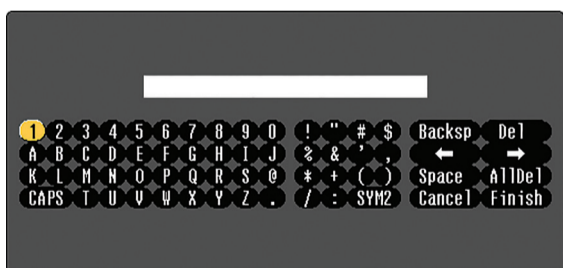 1 2 3 4 5 6 7 8 9 0 ! " # $ Backsp Del
A B C D E F G H I J % & ' , ← →
K L M N O P Q R S @ * + ( ) Space AllDel
CAPS T U V W X Y Z . / : SYM2 Cancel Finish